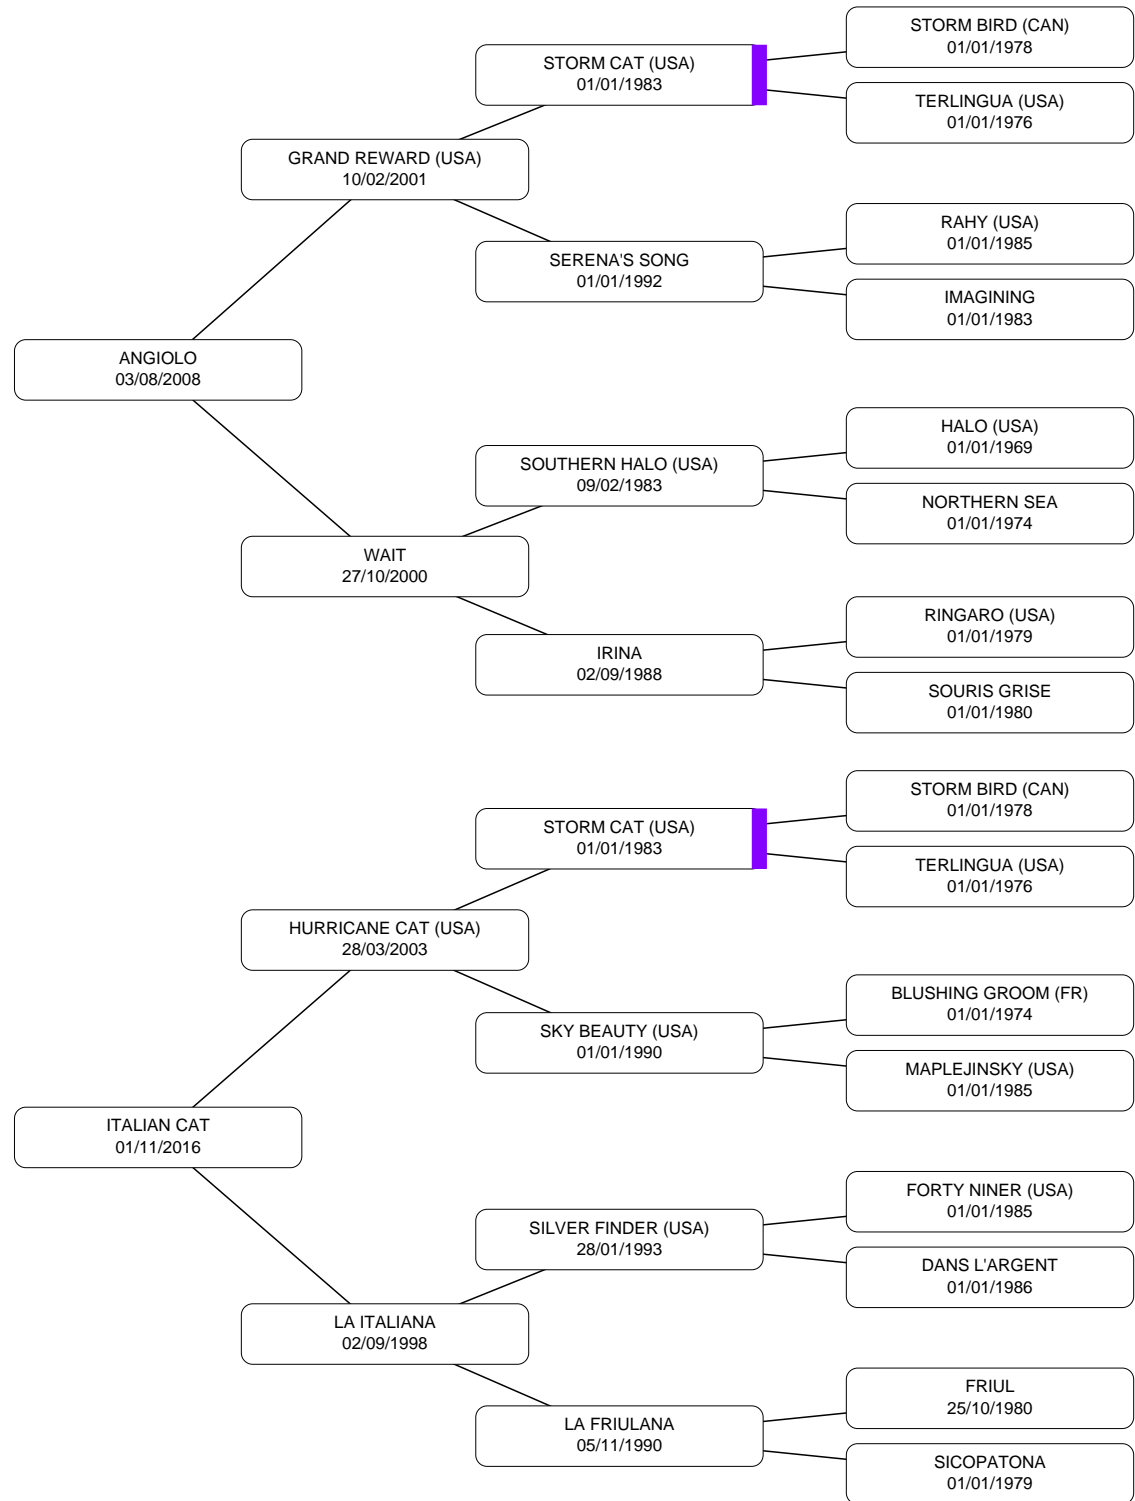 STORM BIRD (CAN)
01/01/1978
STORM CAT (USA)
01/01/1983
TERLINGUA (USA)
01/01/1976
GRAND REWARD (USA)
10/02/2001
RAHY (USA)
01/01/1985
SERENA'S SONG
01/01/1992
IMAGINING
01/01/1983
ANGIOLO
03/08/2008
HALO (USA)
01/01/1969
SOUTHERN HALO (USA)
09/02/1983
NORTHERN SEA
01/01/1974
WAIT
27/10/2000
RINGARO (USA)
01/01/1979
IRINA
02/09/1988
SOURIS GRISE
01/01/1980
STORM BIRD (CAN)
01/01/1978
STORM CAT (USA)
01/01/1983
TERLINGUA (USA)
01/01/1976
HURRICANE CAT (USA)
28/03/2003
BLUSHING GROOM (FR)
01/01/1974
SKY BEAUTY (USA)
01/01/1990
MAPLEJINSKY (USA)
01/01/1985
ITALIAN CAT
01/11/2016
FORTY NINER (USA)
01/01/1985
SILVER FINDER (USA)
28/01/1993
DANS L'ARGENT
01/01/1986
LA ITALIANA
02/09/1998
FRIUL
25/10/1980
LA FRIULANA
05/11/1990
SICOPATONA
01/01/1979